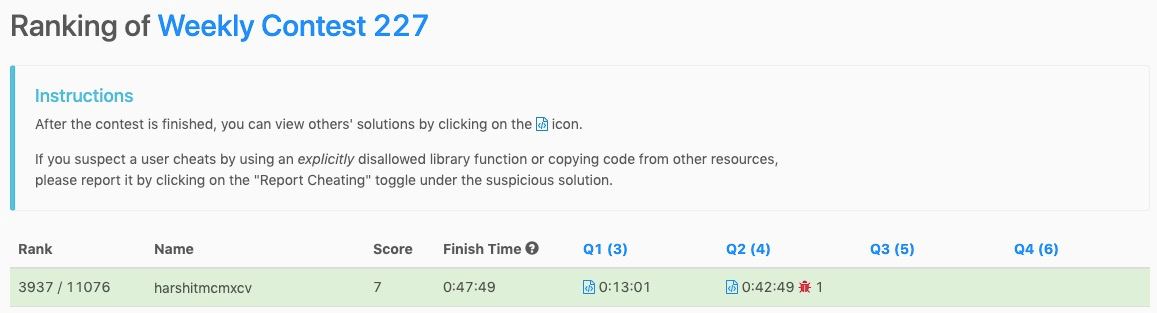 Ranking of Weekly Contest 227
Instructions
After the contest is finished, you can view others' solutions by clicking on the icon.
If you suspect a user cheats by using an explicitly disallowed library function or copying code from other resources,
please report it by clicking on the "Report Cheating" toggle under the suspicious solution.
Rank Name Score Finish Time Q1 (3) Q2 (4) Q3 (5) Q4 (6)
3937 / 11076 harshitmcmxcv 7 0:47:49 0:13:01 0:42:49 1